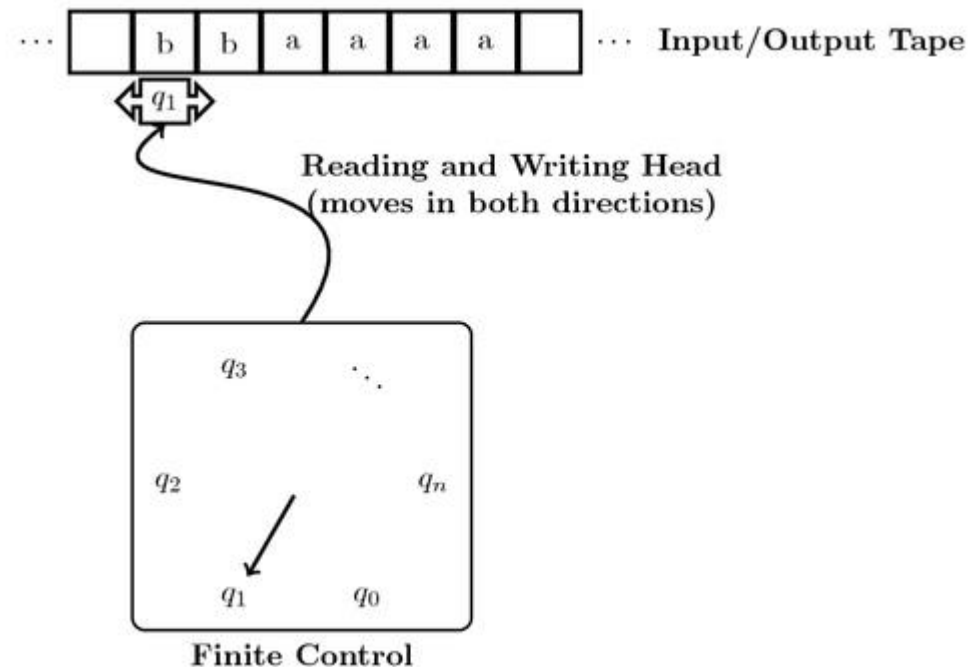 ··· b b a a a a ··· Input/Output Tape
q₁
Reading and Writing Head
(moves in both directions)
q₃ ⋱
q₂ qₙ
q₁ q₀
Finite Control